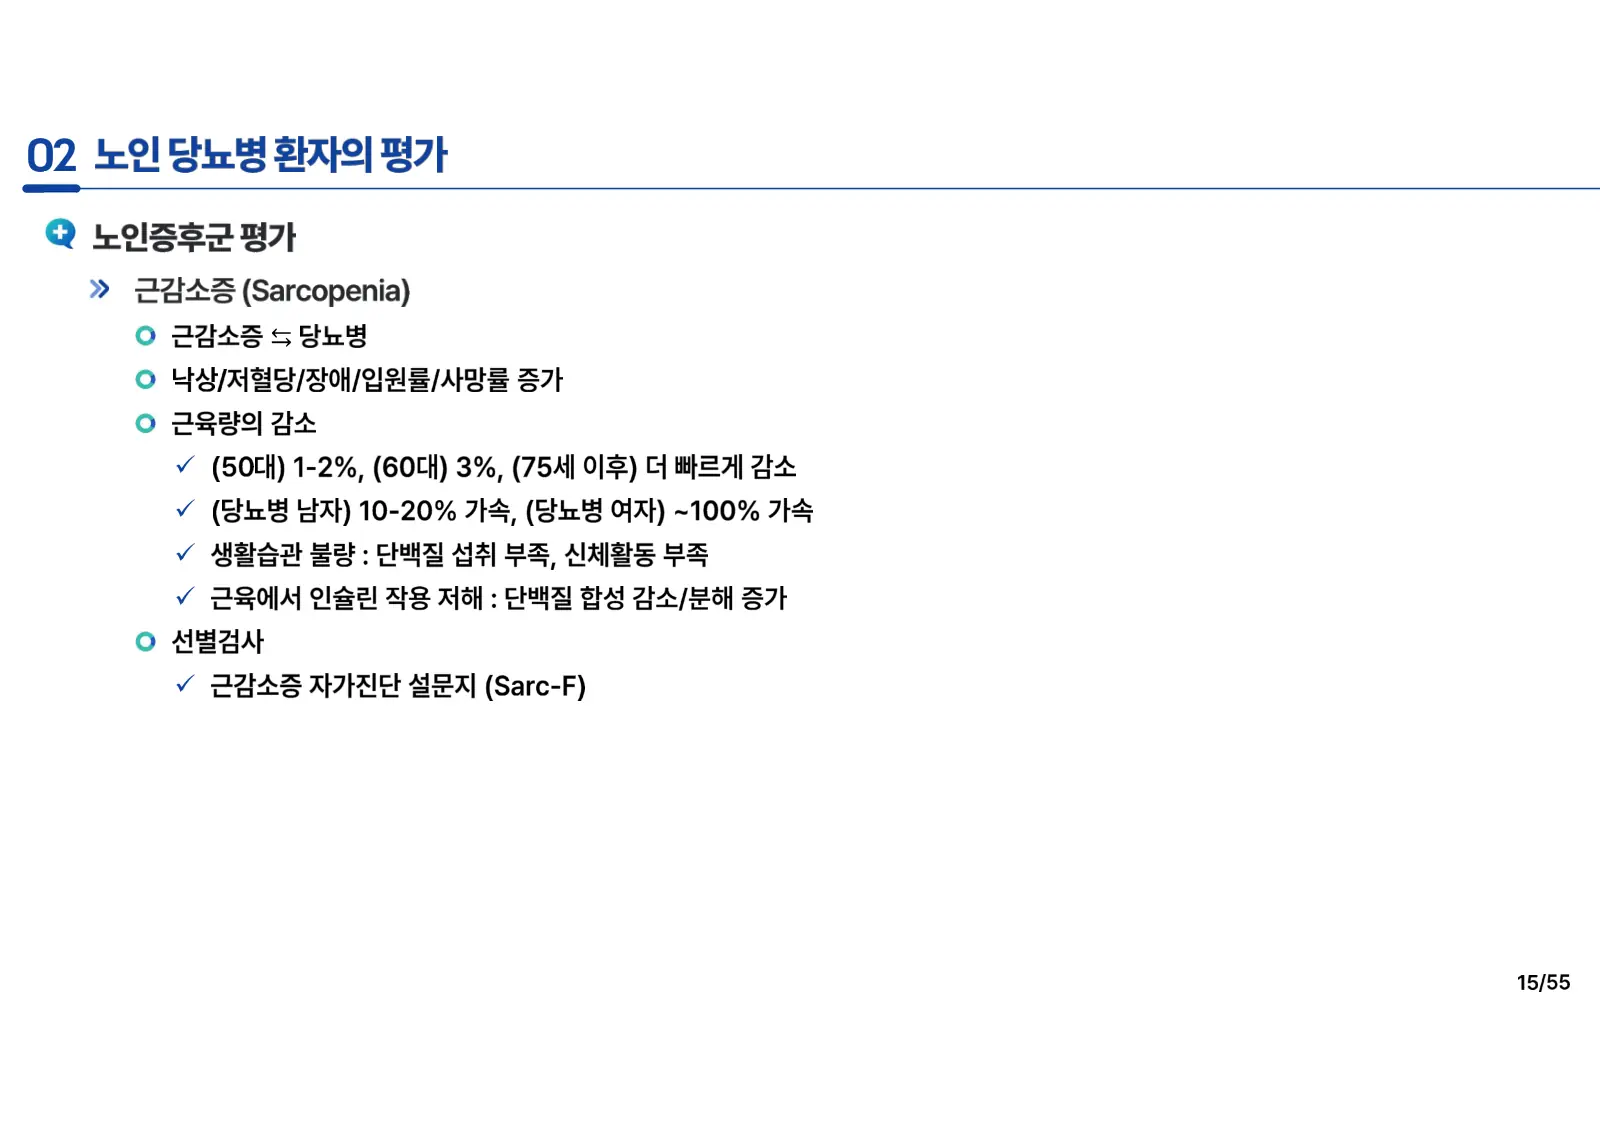 02 노인 당뇨병 환자의 평가
노인증후군 평가
근감소증 (Sarcopenia)
근감소증 ⇆ 당뇨병
낙상/저혈당/장애/입원률/사망률 증가
근육량의 감소
(50대) 1-2%, (60대) 3%, (75세 이후) 더 빠르게 감소
(당뇨병 남자) 10-20% 가속, (당뇨병 여자) ~100% 가속
생활습관 불량 : 단백질 섭취 부족, 신체활동 부족
근육에서 인슐린 작용 저해 : 단백질 합성 감소/분해 증가
선별검사
근감소증 자가진단 설문지 (Sarc-F)
15/55